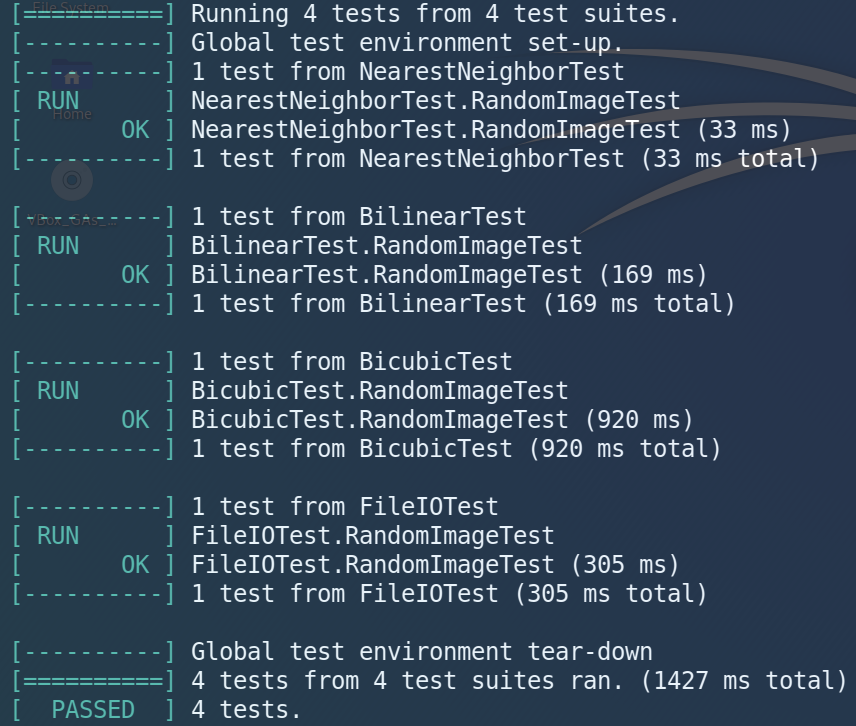 [==========] Running 4 tests from 4 test suites.
[----------] Global test environment set-up.
[----------] 1 test from NearestNeighborTest
[ RUN      ] NearestNeighborTest.RandomImageTest
[       OK ] NearestNeighborTest.RandomImageTest (33 ms)
[----------] 1 test from NearestNeighborTest (33 ms total)
[----------] 1 test from BilinearTest
[ RUN      ] BilinearTest.RandomImageTest
[       OK ] BilinearTest.RandomImageTest (169 ms)
[----------] 1 test from BilinearTest (169 ms total)
[----------] 1 test from BicubicTest
[ RUN      ] BicubicTest.RandomImageTest
[       OK ] BicubicTest.RandomImageTest (920 ms)
[----------] 1 test from BicubicTest (920 ms total)
[----------] 1 test from FileIOTest
[ RUN      ] FileIOTest.RandomImageTest
[       OK ] FileIOTest.RandomImageTest (305 ms)
[----------] 1 test from FileIOTest (305 ms total)
[----------] Global test environment tear-down
[==========] 4 tests from 4 test suites ran. (1427 ms total)
[  PASSED  ] 4 tests.
File System
Home
VBox_GAs_...